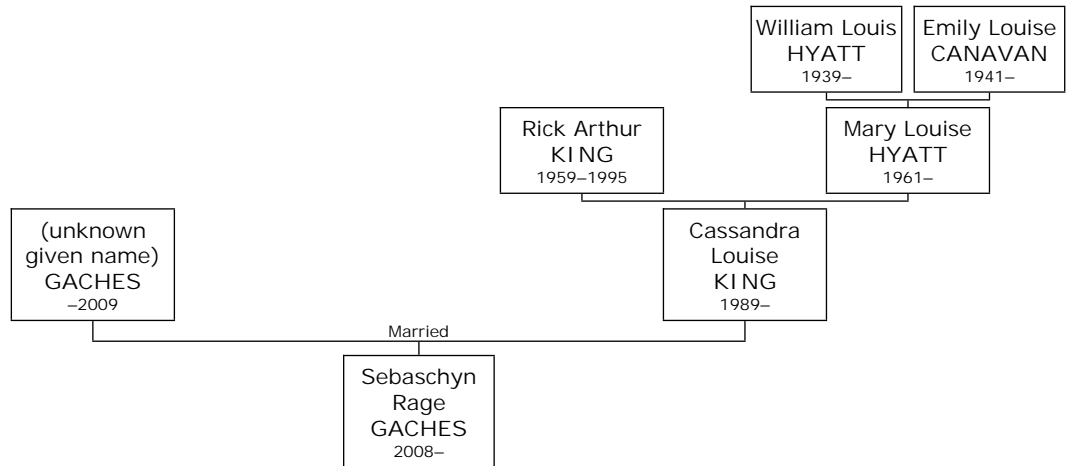 William Louis
HYATT
1939–
Emily Louise
CANAVAN
1941–
Rick Arthur
KING
1959–1995
Mary Louise
HYATT
1961–
(unknown
given name)
GACHES
–2009
Cassandra
Louise
KING
1989–
Married
Sebaschyn
Rage
GACHES
2008–